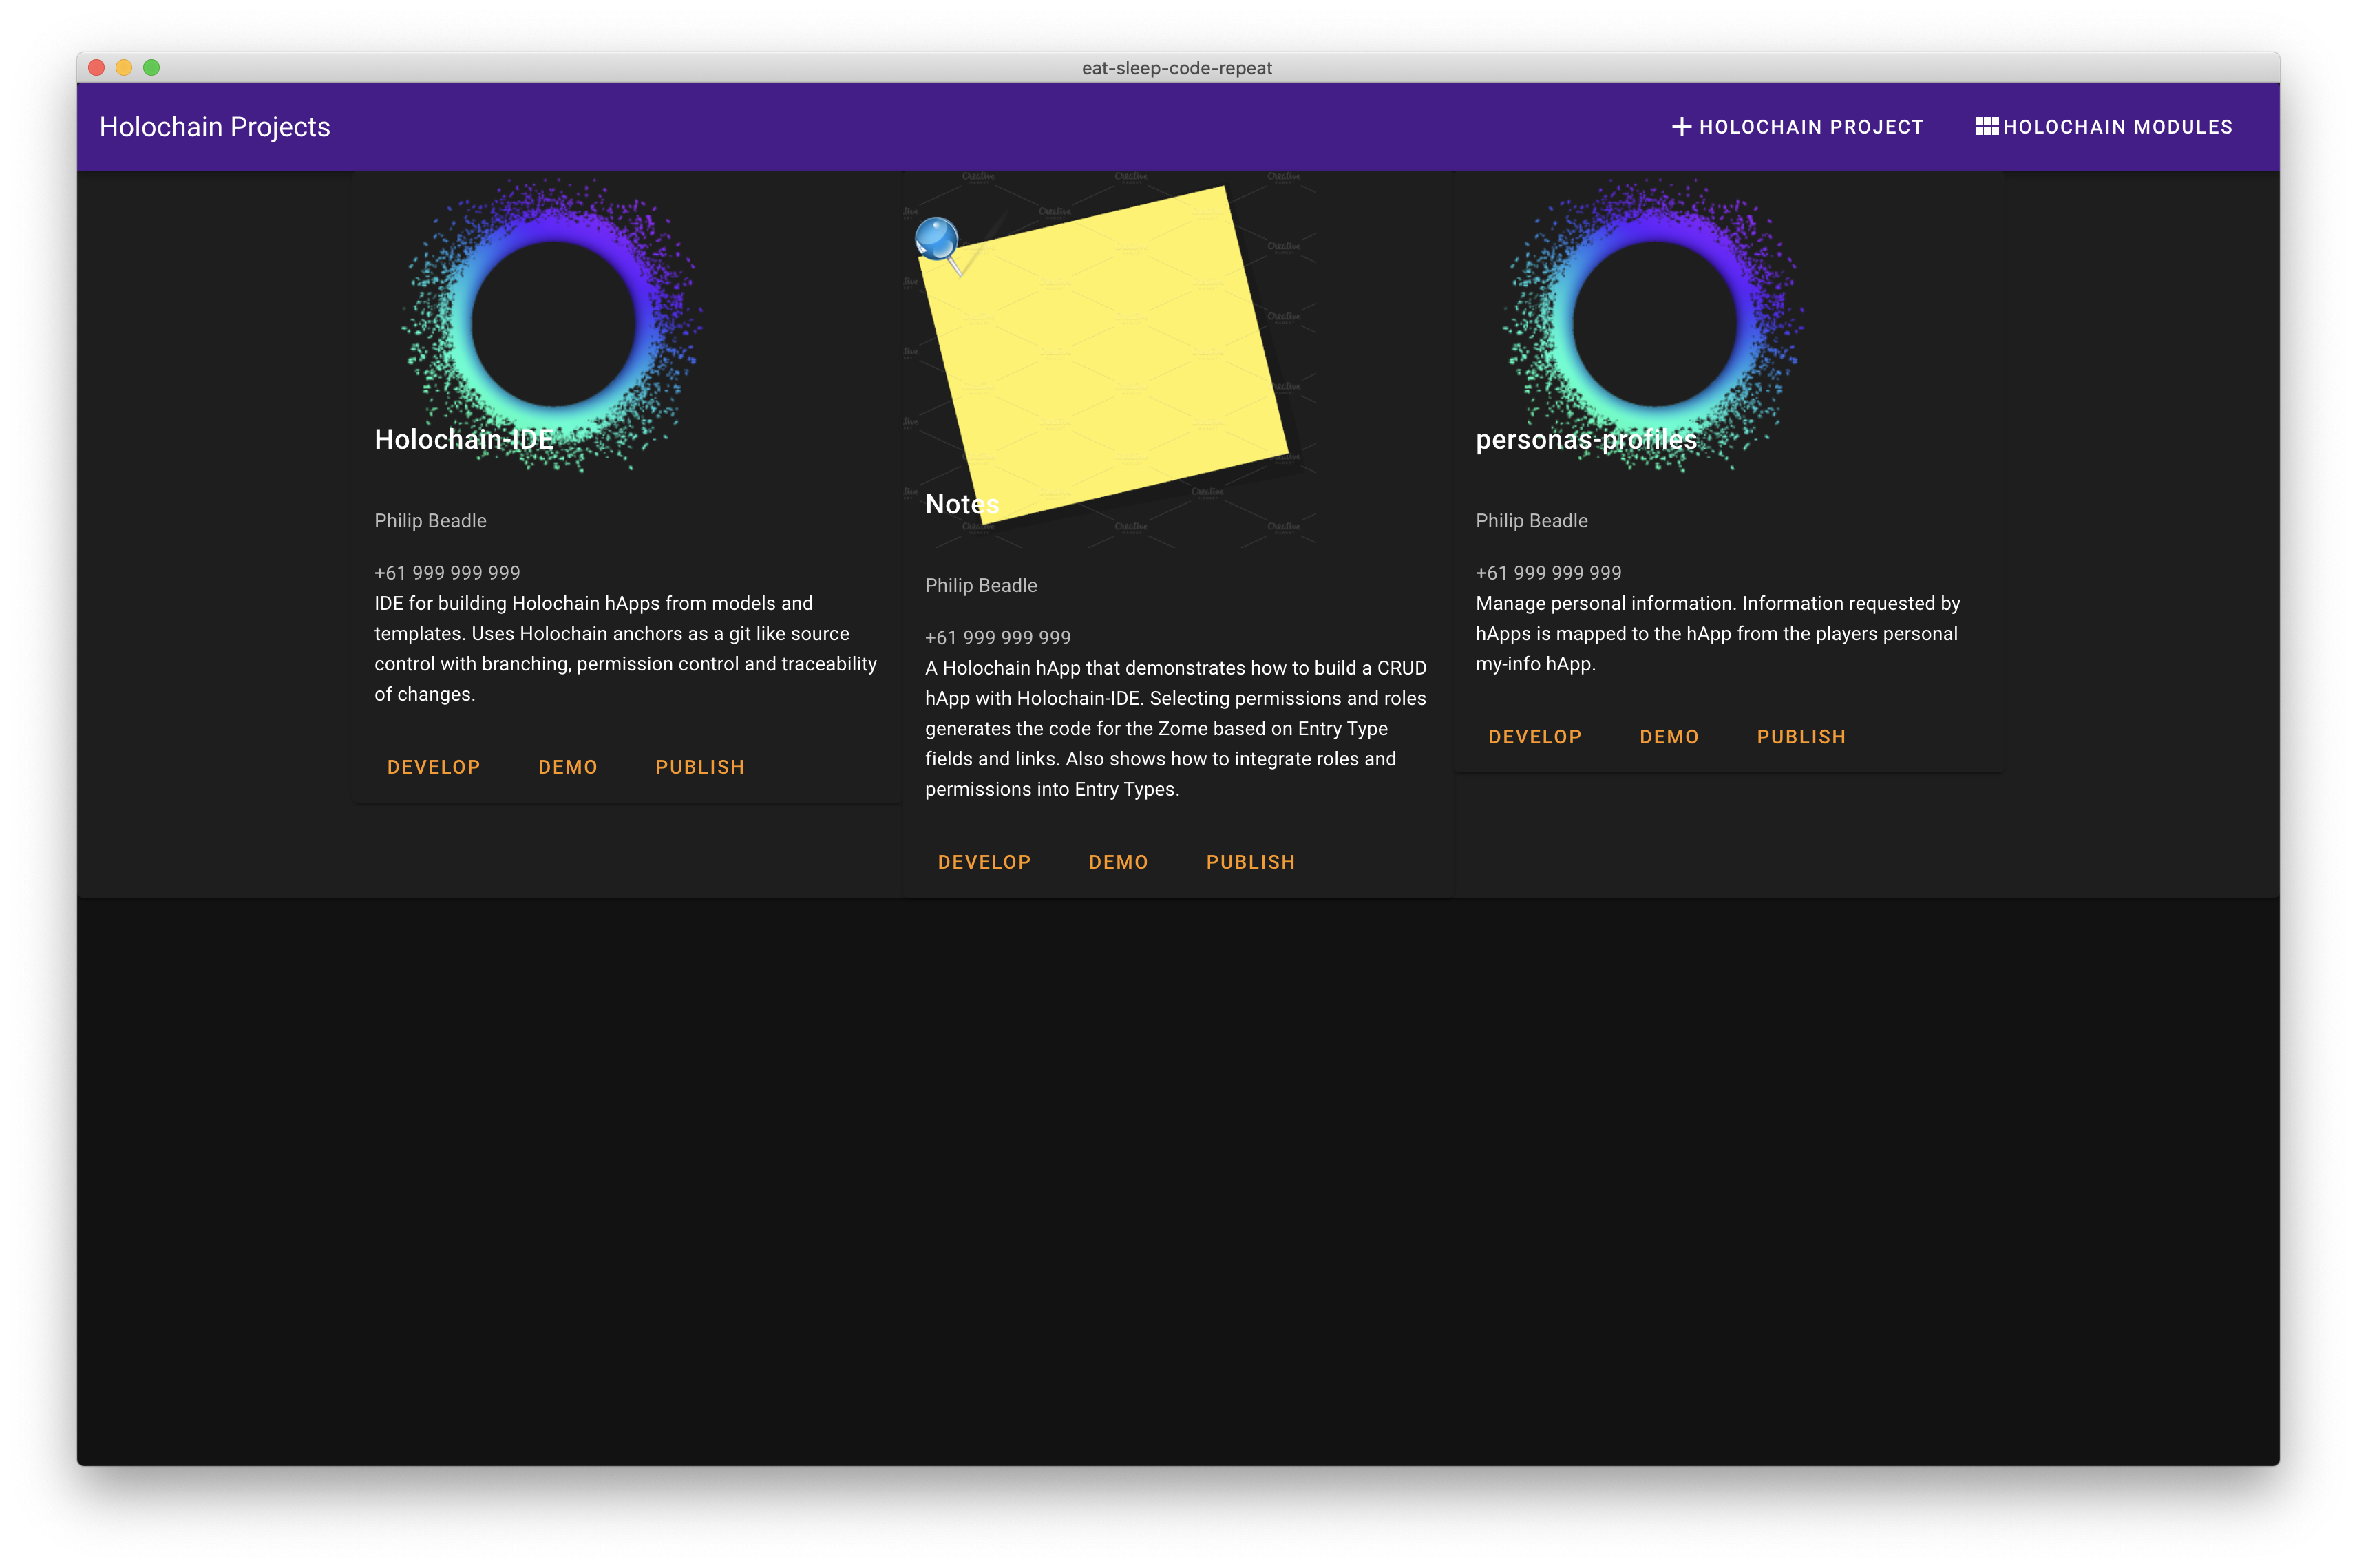 eat-sleep-code-repeat
Holochain Projects
HOLOCHAIN PROJECT
HOLOCHAIN MODULES
Holochain-IDE
Philip Beadle
+61 999 999 999
IDE for building Holochain hApps from models and
templates. Uses Holochain anchors as a git like source
control with branching, permission control and traceability
of changes.
DEVELOP DEMO PUBLISH
Creative Creative Creative
MARKET MARKET MARKET
Notes
Philip Beadle
+61 999 999 999
A Holochain hApp that demonstrates how to build a CRUD
hApp with Holochain-IDE. Selecting permissions and roles
generates the code for the Zome based on Entry Type
fields and links. Also shows how to integrate roles and
permissions into Entry Types.
DEVELOP DEMO PUBLISH
personas-profiles
Philip Beadle
+61 999 999 999
Manage personal information. Information requested by
hApps is mapped to the hApp from the players personal
my-info hApp.
DEVELOP DEMO PUBLISH